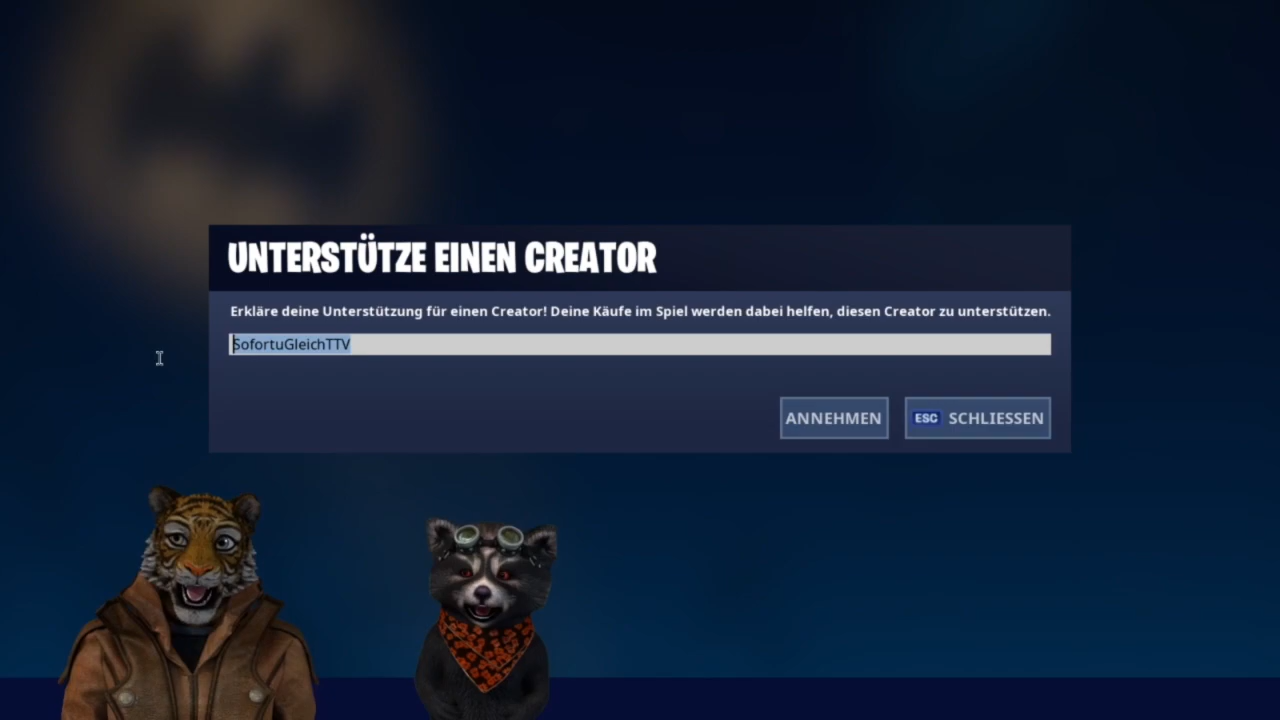 UNTERSTÜTZE EINEN CREATOR
Erkläre deine Unterstützung für einen Creator! Deine Käufe im Spiel werden dabei helfen, diesen Creator zu unterstützen.
SofortuGleichTTV
ANNEHMEN
ESC SCHLIESSEN